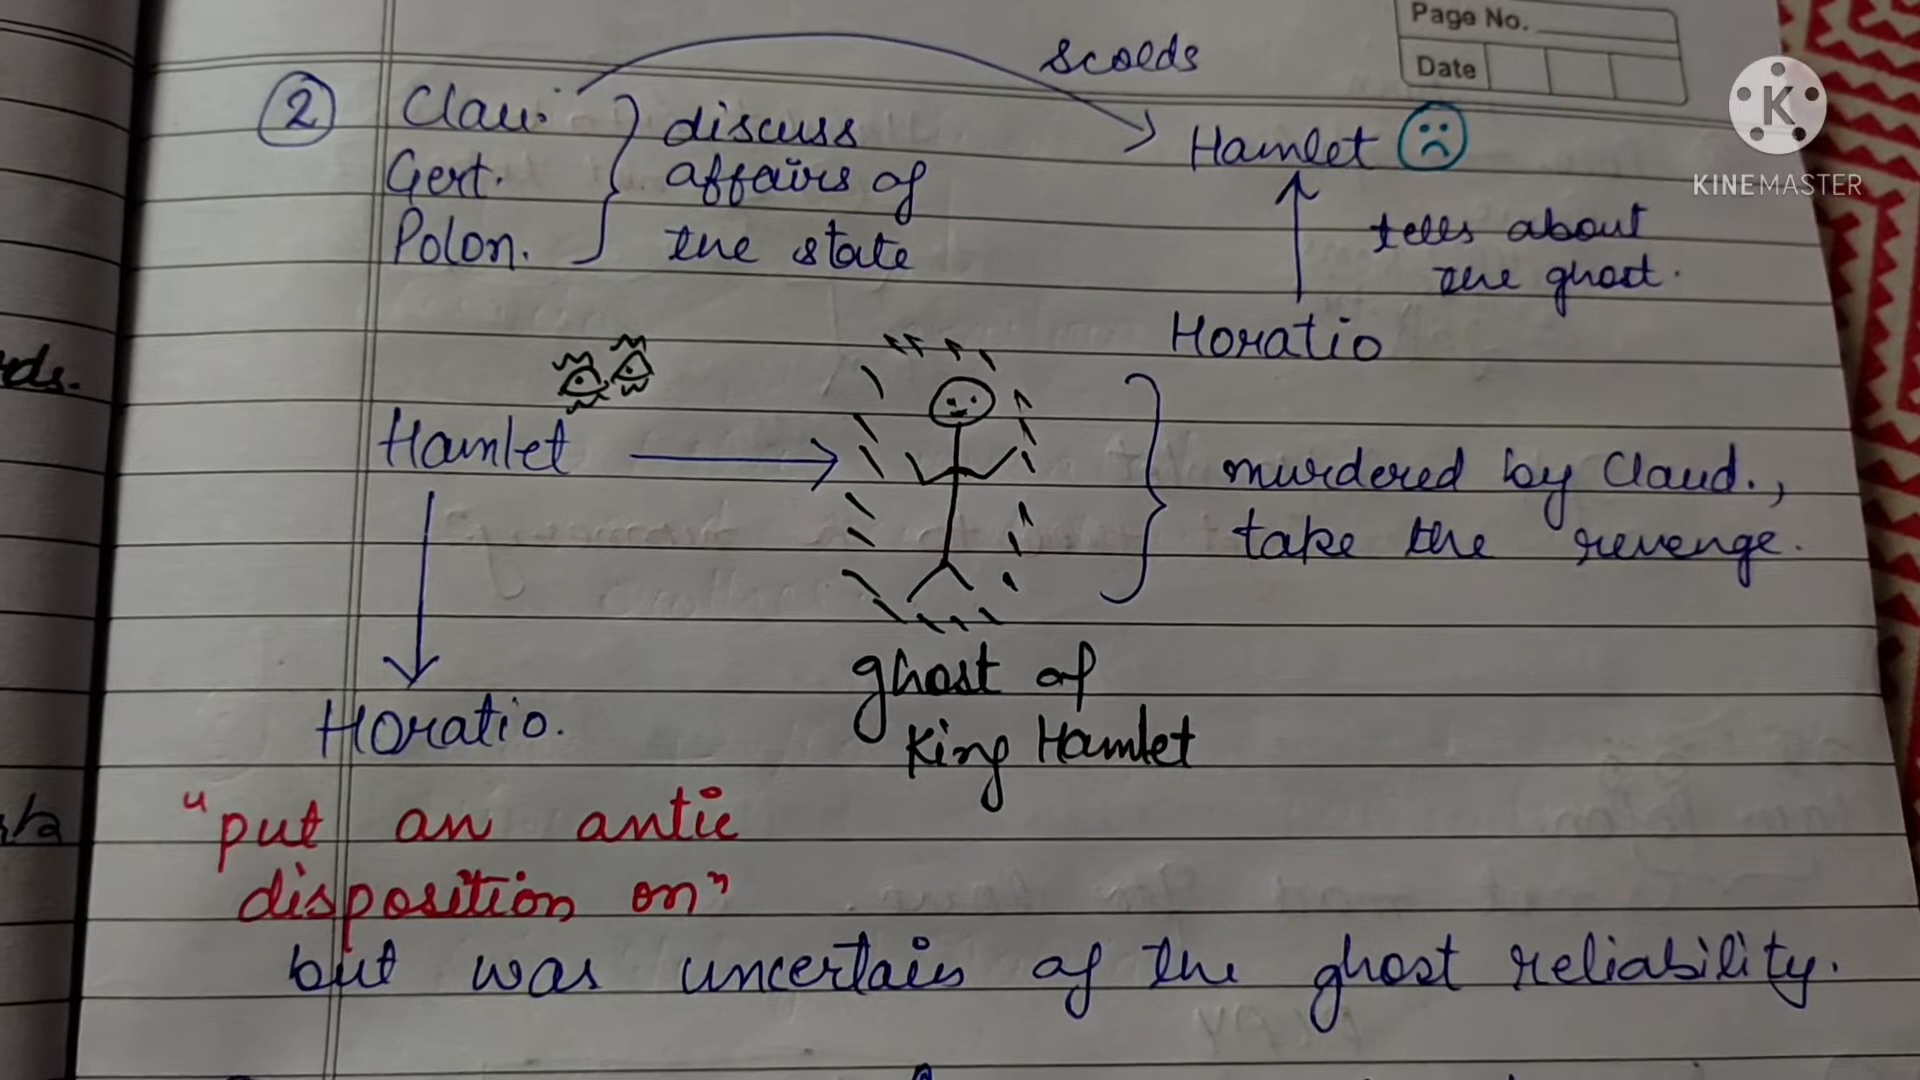 Page No.
Date
KINEMASTER
scolds
2 Clau. discuss Hamlet
Gert. affairs of
Polon. the state
tells about
the ghost.
Horatio
Hamlet
murdered by Claud.,
take the revenge.
ghost of
King Hamlet
Horatio.
"put an antic
disposition on"
but was uncertain of the ghost reliability.
ds.